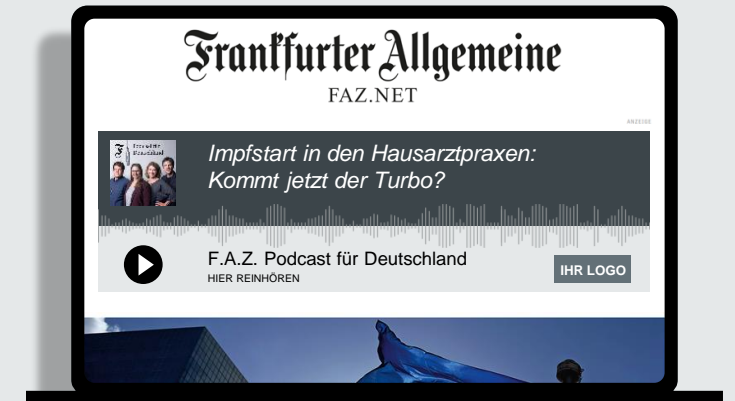 Frankfurter Allgemeine
FAZ.NET
ANZEIGE
Impfstart in den Hausarztpraxen:
Kommt jetzt der Turbo?
F.A.Z. Podcast für Deutschland
HIER REINHÖREN
IHR LOGO